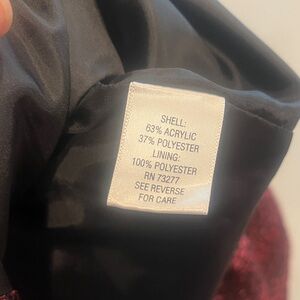 SHELL:
63% ACRYLIC
37% POLYESTER
LINING:
100% POLYESTER
RN 73277
SEE REVERSE
FOR CARE